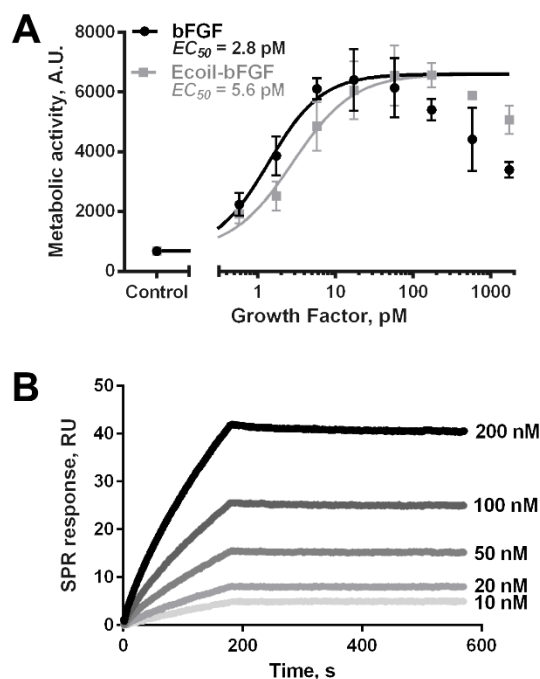 A
bFGF
EC50 = 2.8 pM
Ecoil-bFGF
EC50 = 5.6 pM
Metabolic activity, A.U.
8000
6000
4000
2000
0
Control
1
10
100
1000
Growth Factor, pM
B
SPR response, RU
50
40
30
20
10
0
200 nM
100 nM
50 nM
20 nM
10 nM
0
200
400
600
Time, s